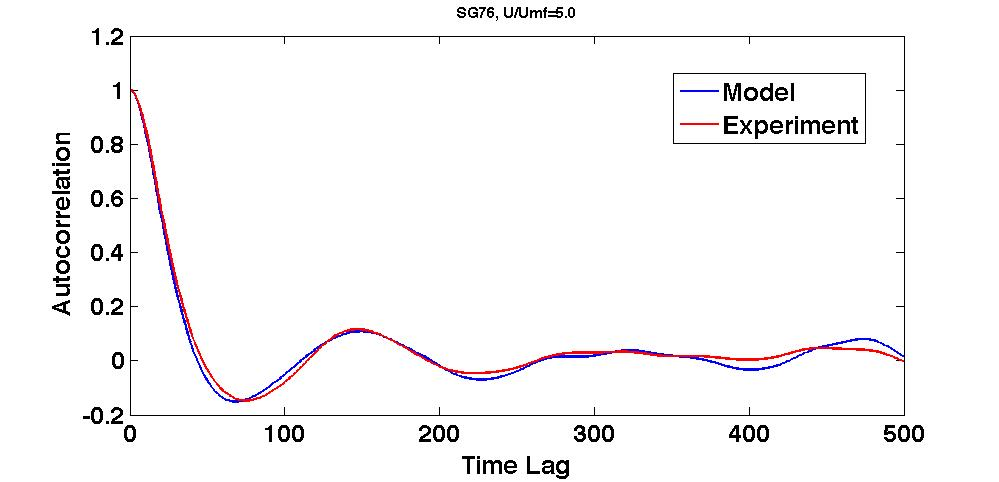 SG76, U/Umf=5.0
1.2
1
0.8
0.6
0.4
0.2
0
-0.2
Autocorrelation
Model
Experiment
0 100 200 300 400 500
Time Lag